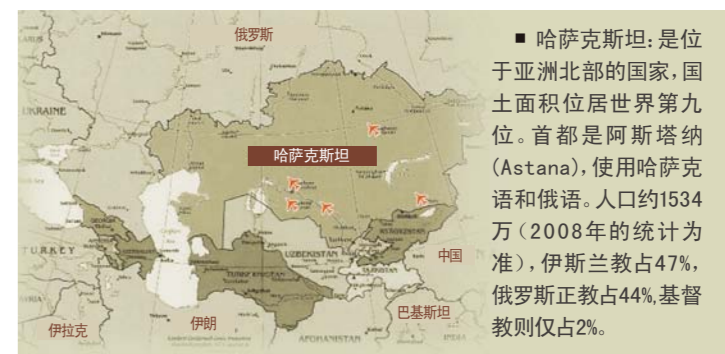 俄罗斯
UKRAINE
哈萨克斯坦
TURKEY
UZBEKISTAN
TURKMENISTAN
中国
伊拉克
伊朗
巴基斯坦
AFGHANISTAN
■ 哈萨克斯坦：是位
于亚洲北部的国家，国
土面积位居世界第九
位。首都是阿斯塔纳
(Astana)，使用哈萨克
语和俄语。人口约1534
万（2008年的统计为
准），伊斯兰教占47%，
俄罗斯正教占44%,基督
教则仅占2%。